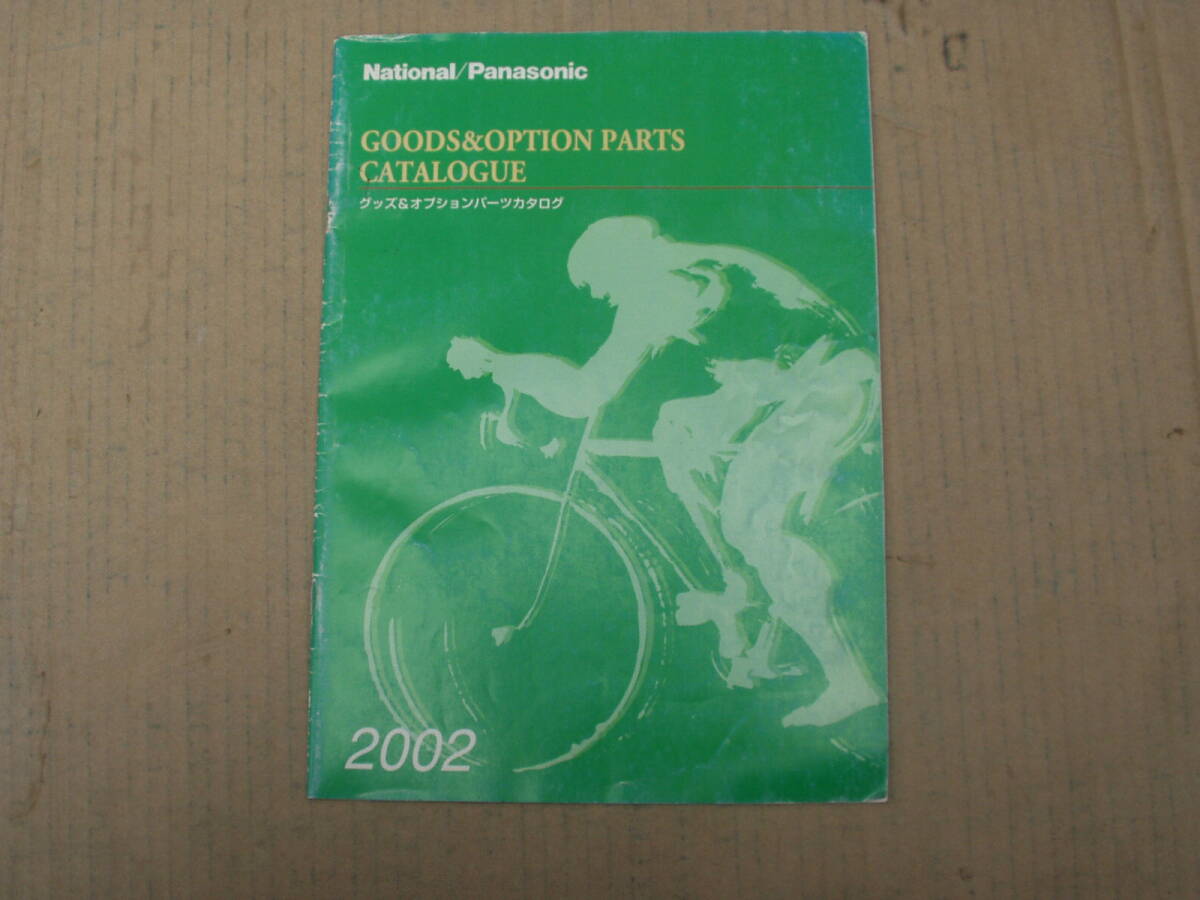 National/Panasonic
GOODS&OPTION PARTS
CATALOGUE
グッズ&オプションパーツカタログ
2002